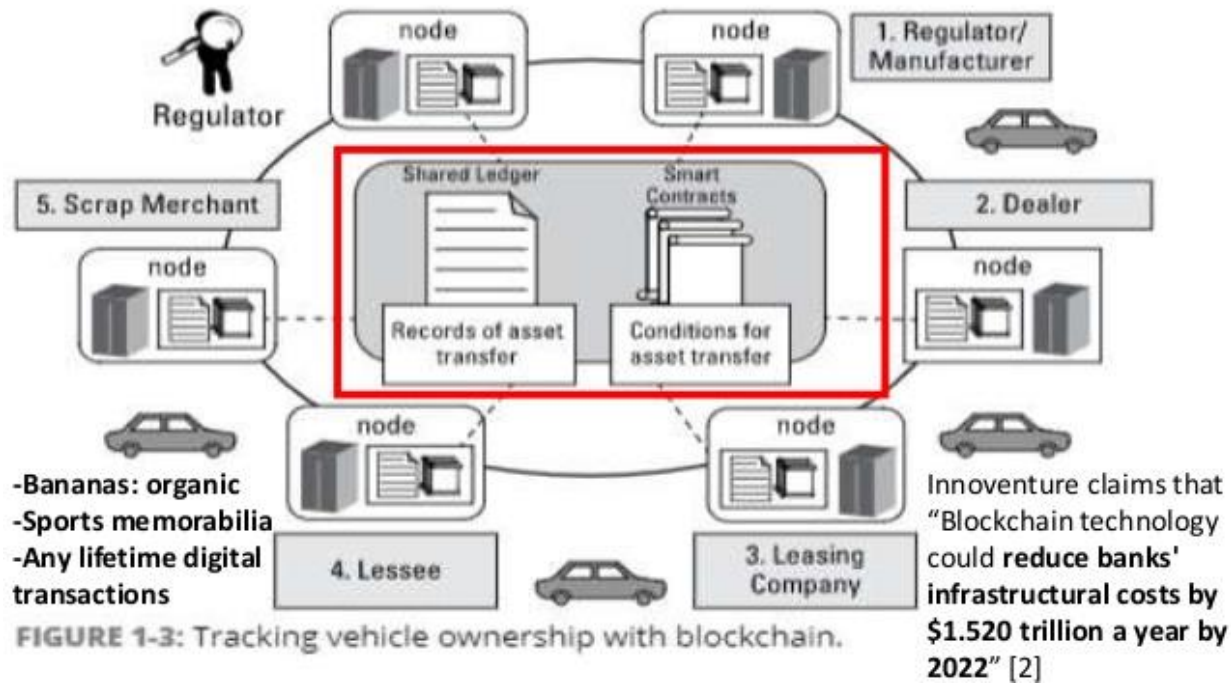 node
node
1. Regulator/
Manufacturer
Regulator
Shared Ledger
Smart
Contracts
5. Scrap Merchant
2. Dealer
node
node
Records of asset
transfer
Conditions for
asset transfer
node
node
-Bananas: organic
-Sports memorabilia
-Any lifetime digital
transactions
4. Lessee
3. Leasing
Company
Innoventure claims that
“Blockchain technology
could reduce banks'
infrastructural costs by
$1.520 trillion a year by
2022” [2]
FIGURE 1-3: Tracking vehicle ownership with blockchain.